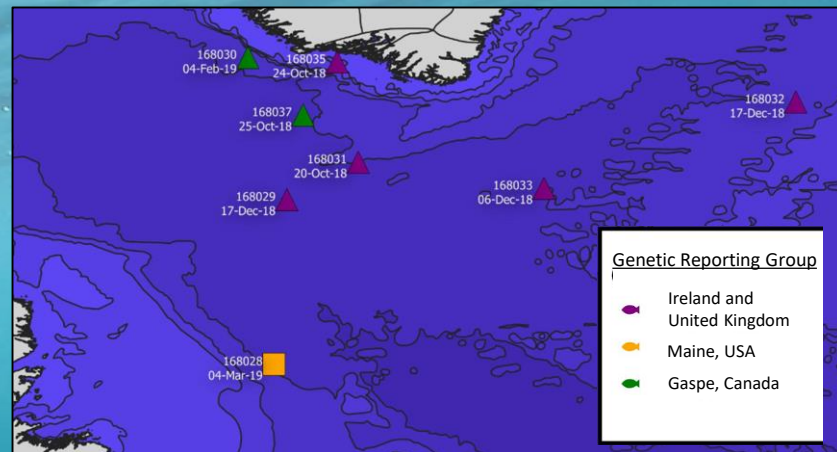 168030
04-Feb-19
168035
24-Oct-18
168032
17-Dec-18
168037
25-Oct-18
168031
20-Oct-18
168033
06-Dec-18
168029
17-Dec-18
168028
04-Mar-19
Genetic Reporting Group
Ireland and
United Kingdom
Maine, USA
Gaspe, Canada